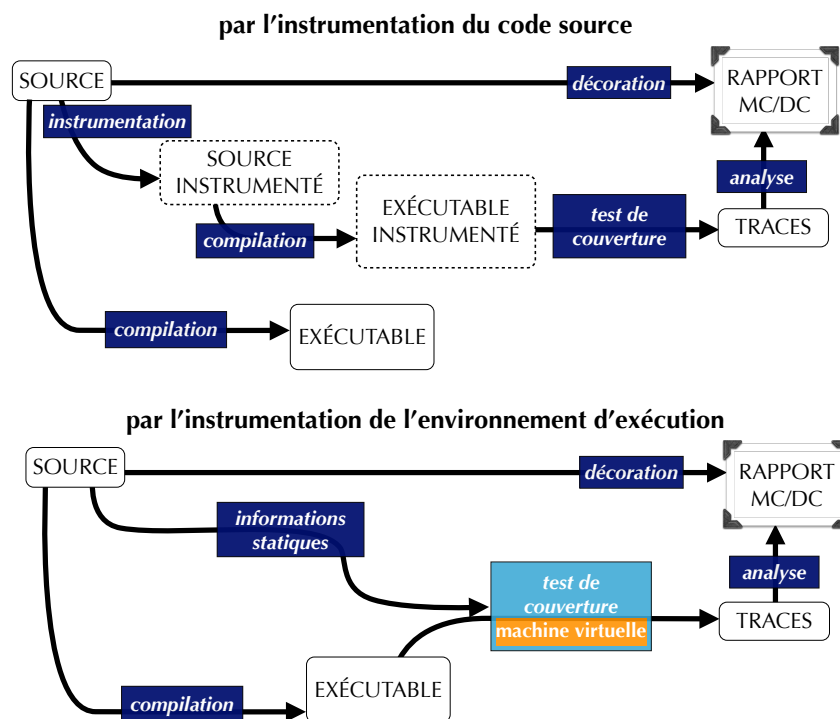 par l'instrumentation du code source
SOURCE
décoration
RAPPORT
MC/DC
instrumentation
SOURCE
INSTRUMENTÉ
compilation
EXÉCUTABLE
INSTRUMENTÉ
test de
couverture
analyse
TRACES
compilation
EXÉCUTABLE
par l'instrumentation de l'environnement d'exécution
SOURCE
décoration
RAPPORT
MC/DC
informations
statiques
test de
couverture
machine virtuelle
analyse
TRACES
compilation
EXÉCUTABLE